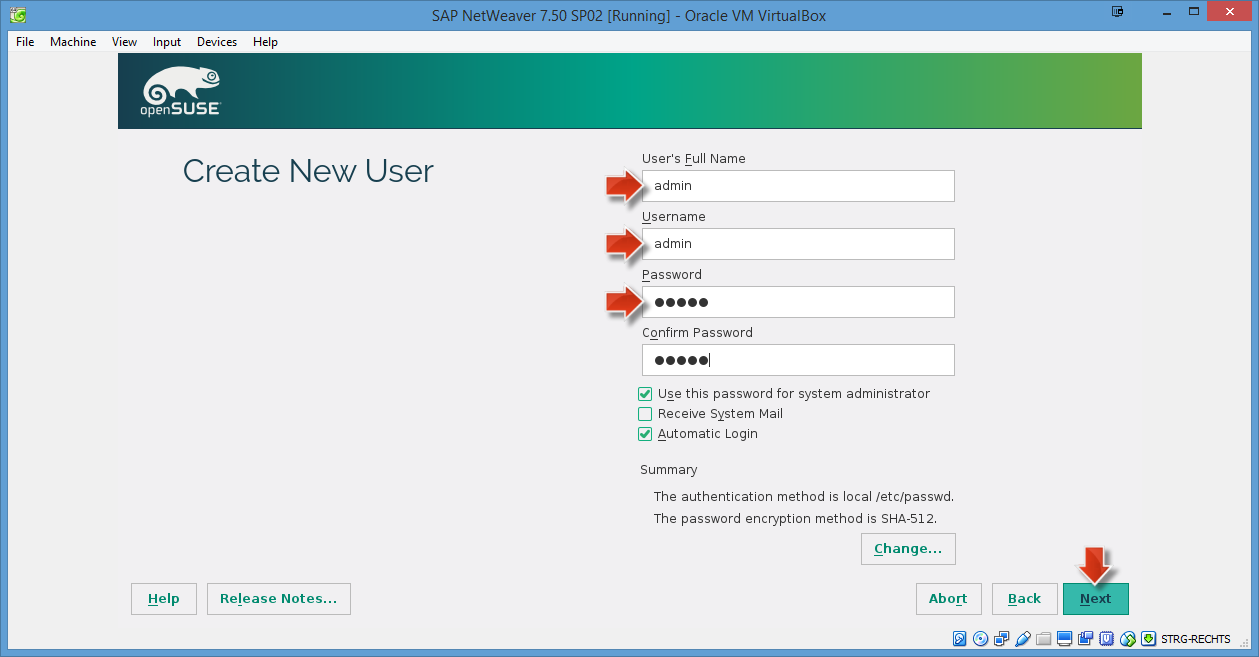 SAP NetWeaver 7.50 SP02 [Running] - Oracle VM VirtualBox
File Machine View Input Devices Help
openSUSE
Create New User
User's Full Name
admin
Username
admin
Password
Confirm Password
Use this password for system administrator
Receive System Mail
Automatic Login
Summary
The authentication method is local /etc/passwd.
The password encryption method is SHA-512.
Change...
Help Release Notes... Abort Back Next
STRG-RECHTS